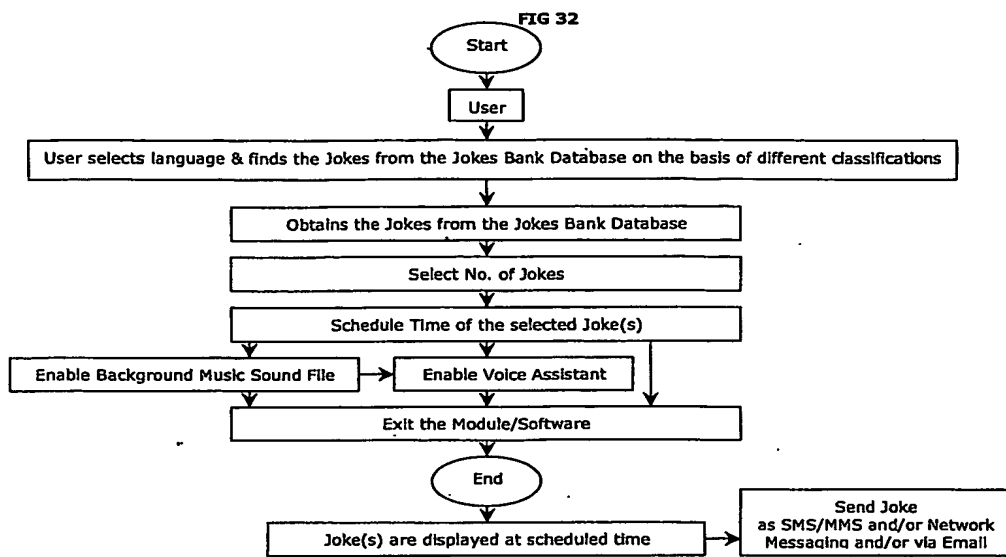 FIG 32
Start
User
User selects language & finds the Jokes from the Jokes Bank Database on the basis of different classifications
Obtains the Jokes from the Jokes Bank Database
Select No. of Jokes
Schedule Time of the selected Joke(s)
Enable Background Music Sound File
Enable Voice Assistant
Exit the Module/Software
End
Joke(s) are displayed at scheduled time
Send Joke
as SMS/MMS and/or Network
Messaging and/or via Email